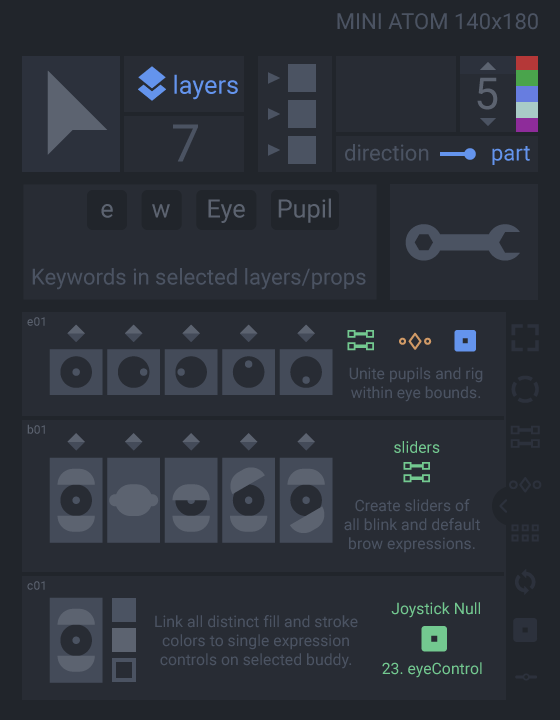 MINI ATOM 140x180
layers
7
5
direction part
e w Eye Pupil
Keywords in selected layers/props
e01
Unite pupils and rig
within eye bounds.
b01
sliders
Create sliders of
all blink and default
brow expressions.
c01
Link all distinct fill and stroke
colors to single expression
controls on selected buddy.
Joystick Null
23. eyeControl